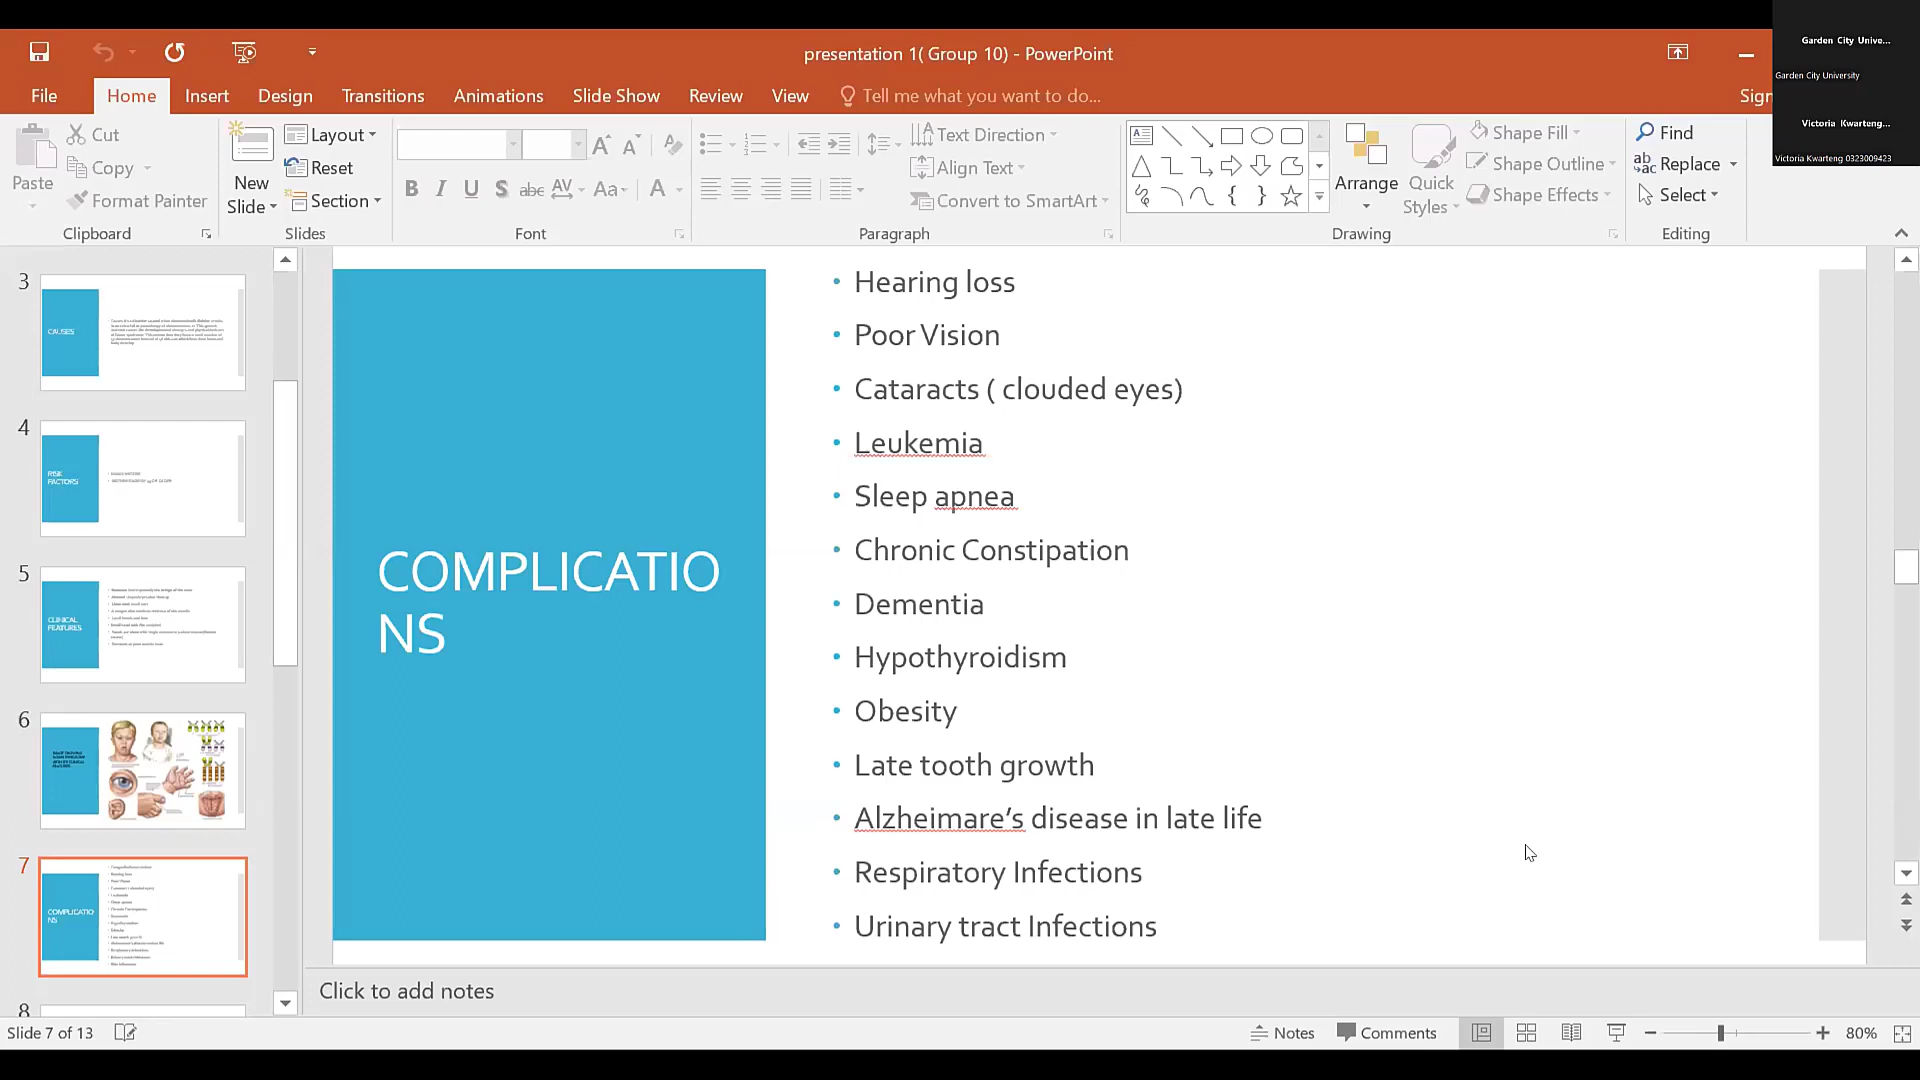 presentation 1( Group 10) - PowerPoint
Garden City Unive...
Garden City University
Victoria Kwarteng...
Victoria Kwarteng 0323009423
File Home Insert Design Transitions Animations Slide Show Review View Tell me what you want to do... Sign
Paste
Cut
Copy
Format Painter
Clipboard
New
Slide
Layout
Reset
Section
Slides
Font
Text Direction
Align Text
Convert to SmartArt
Paragraph
Arrange
Quick
Styles
Shape Fill
Shape Outline
Shape Effects
Drawing
Find
Replace
Select
Editing
3
CAUSES
4
RISK
FACTORS
5
CLINICAL
FEATURES
6
7
COMPLICATIO
NS
8
COMPLICATIO
NS
• Hearing loss
• Poor Vision
• Cataracts ( clouded eyes)
• Leukemia
• Sleep apnea
• Chronic Constipation
• Dementia
• Hypothyroidism
• Obesity
• Late tooth growth
• Alzheimare’s disease in late life
• Respiratory Infections
• Urinary tract Infections
Click to add notes
Slide 7 of 13
Notes
Comments
80%